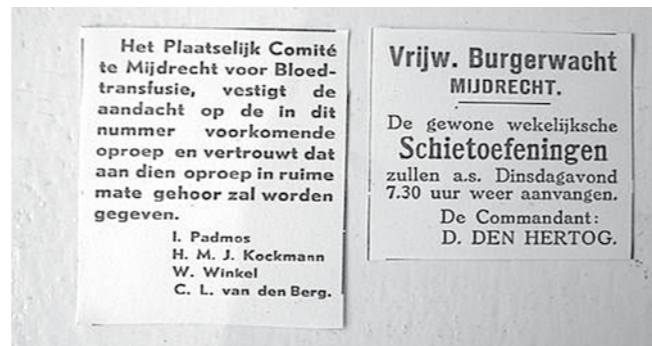 Het Plaatselijk Comité
te Mijdrecht voor Bloed-
transfusie, vestigt de
aandacht op de in dit
nummer voorkomende
oproep en vertrouwt dat
aan dien oproep in ruime
mate gehoor zal worden
gegeven.
I. Padmos
H. M. J. Kockmann
W. Winkel
C. L. van den Berg.
Vrijw. Burgerwacht
MIJDRECHT.
De gewone wekelijksche
Schietoefeningen
zullen a.s. Dinsdagavond
7.30 uur weer aanvangen.
De Commandant:
D. DEN HERTOG.